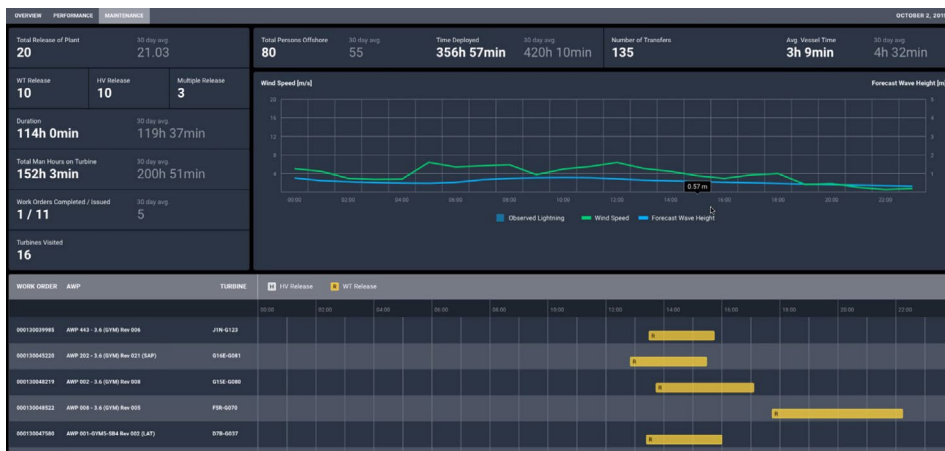 OVERVIEW PERFORMANCE MAINTENANCE
OCTOBER 2, 201
Total Release of Plant 30 day avg.
20 21.03
WT Release HV Release Multiple Release
10 10 3
Duration 30 day avg.
114h 0min 119h 37min
Total Man Hours on Turbine 30 day avg.
152h 3min 200h 51min
Work Orders Completed / Issued 30 day avg.
1 / 11 5
Turbines Visited
16
Total Persons Offshore 30 day avg. Time Deployed 30 day avg.
80 55 356h 57min 420h 10min
Number of Transfers Avg. Vessel Time 30 day avg.
135 3h 9min 4h 32min
Wind Speed [m/s] Forecast Wave Height [m]
20 5
16 4
12 3
8 2
4 1
0.57 m
00:00 02:00 04:00 06:00 08:00 10:00 12:00 14:00 16:00 18:00 20:00 22:00
Observed Lightning Wind Speed Forecast Wave Height
WORK ORDER AWP TURBINE H HV Release R WT Release
00:00 02:00 04:00 06:00 08:00 10:00 12:00 14:00 16:00 18:00 20:00 22:00
000130039985 AWP 443 - 3.6 (GYM) Rev 006 J1N-G123 R
000130045220 AWP 202 - 3.6 (GYM) Rev 021 (SAP) G16E-G081 R
000130048219 AWP 002 - 3.6 (GYM) Rev 008 G15E-G080 R
000130048522 AWP 008 - 3.6 (GYM) Rev 005 F5R-G070 R
000130047580 AWP 001-GYMS-SB4 Rev 002 (LAT) D7B-G037 R